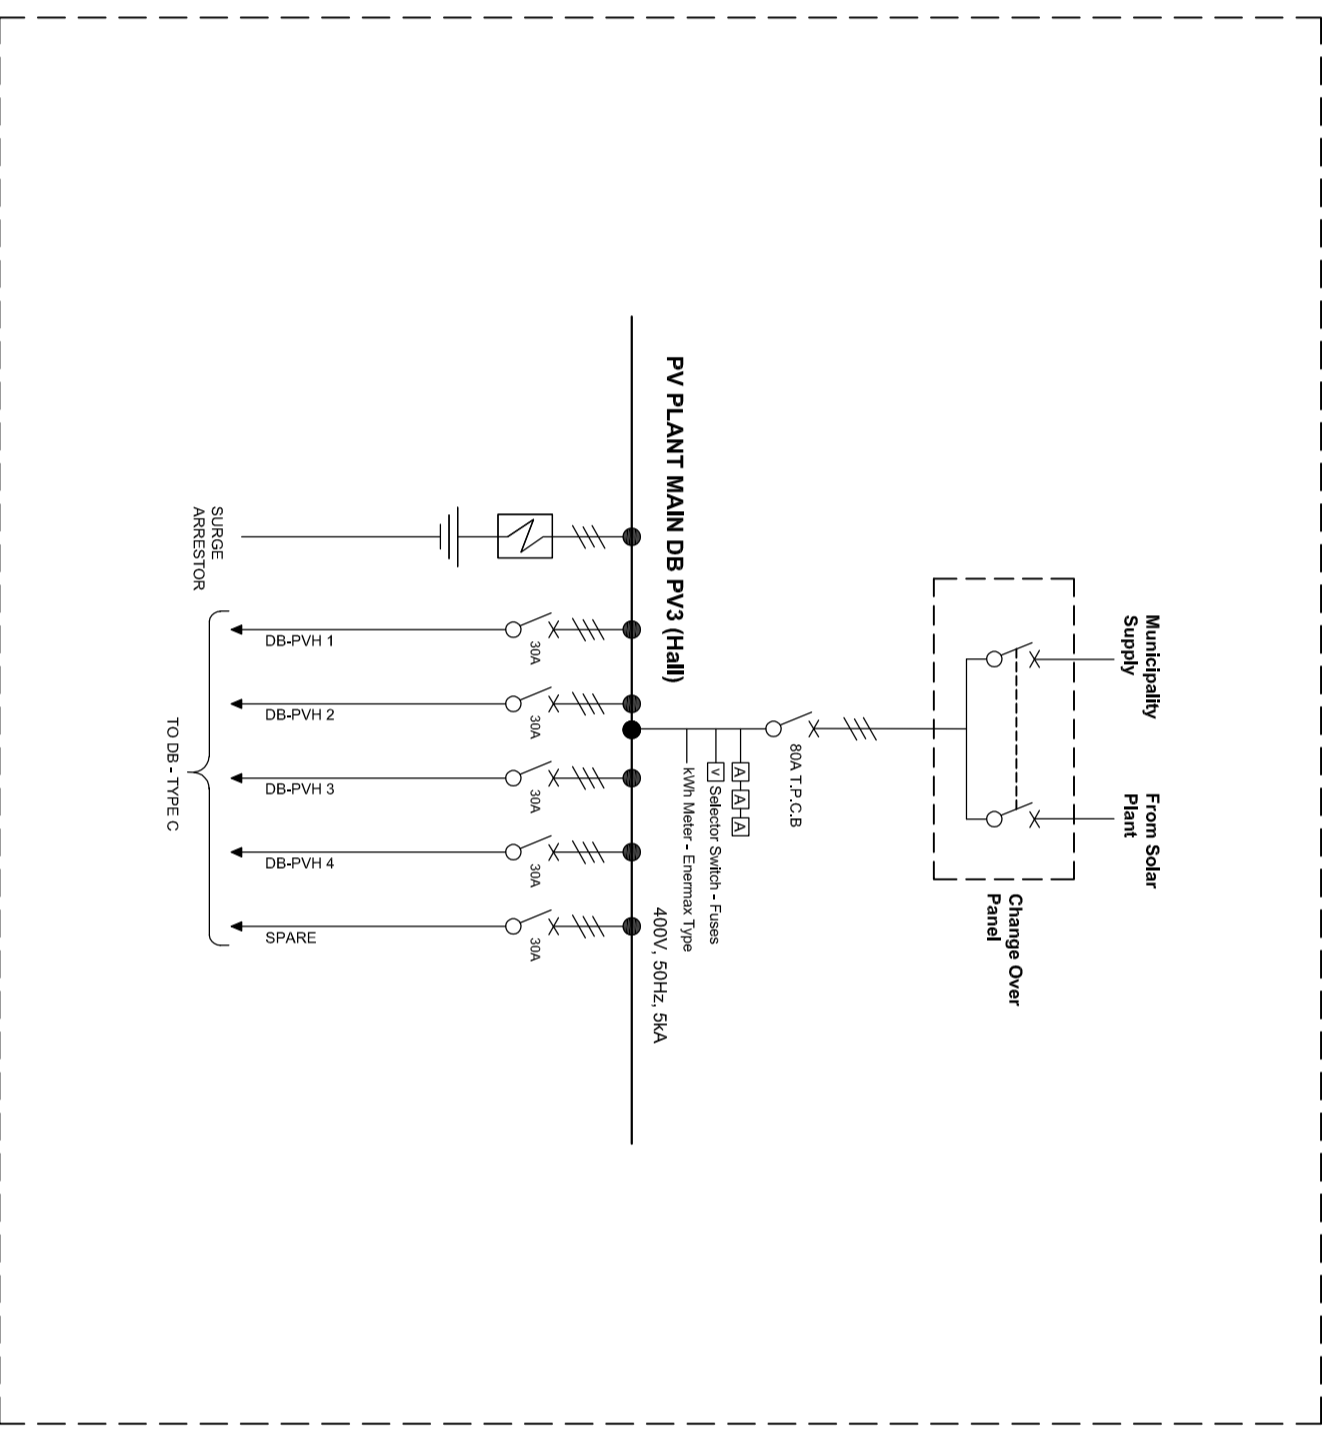 Municipality
Supply
From Solar
Plant
Change Over
Panel
80A T.P.C.B
A
A
A
V
Selector Switch - Fuses
kWh Meter - Enermax Type
PV PLANT MAIN DB PV3 (Hall)
400V, 50Hz, 5kA
30A
30A
30A
30A
30A
SURGE
ARRESTOR
DB-PVH 1
DB-PVH 2
DB-PVH 3
DB-PVH 4
SPARE
TO DB - TYPE C